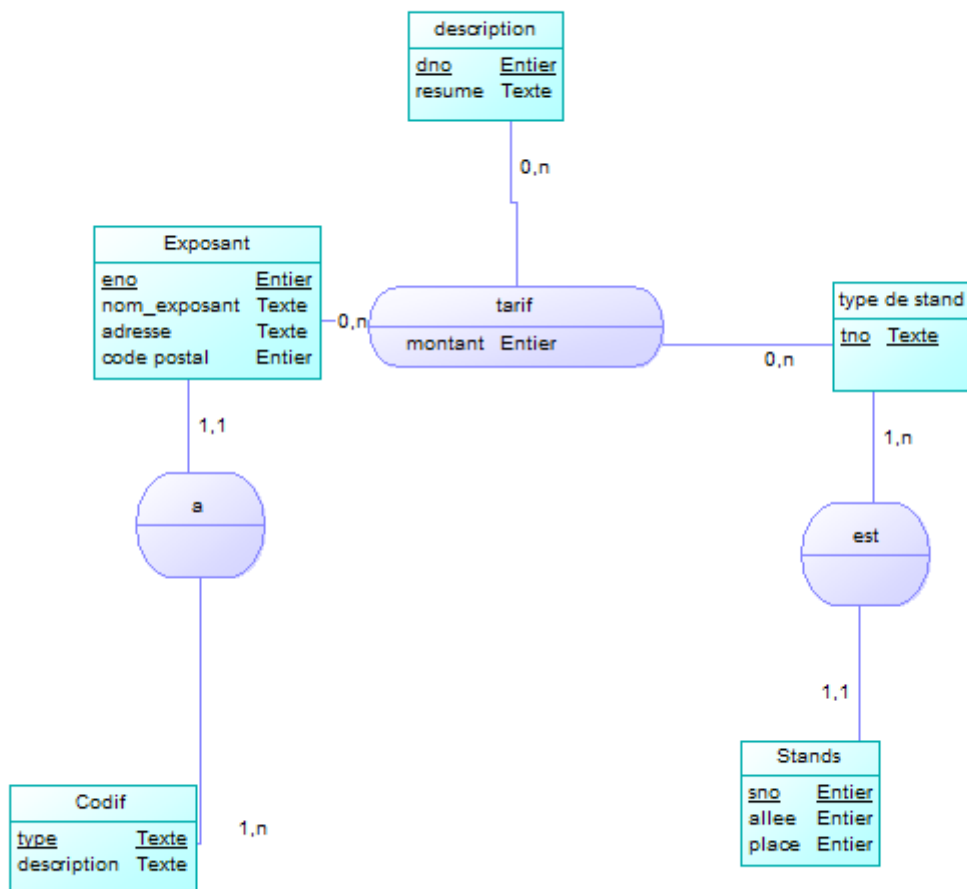 description
dno Entier
resume Texte
0,n
Exposant
eno Entier
nom_exposant Texte
adresse Texte
code postal Entier
0,n
tarif
montant Entier
type de stand
tno Texte
0,n
1,1
1,n
a
est
1,1
Stands
sno Entier
allee Entier
place Entier
Codif
type Texte
description Texte
1,n